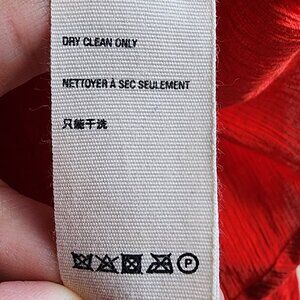 DRY CLEAN ONLY
NETTOYER À SEC SEULEMENT
只能干洗
P